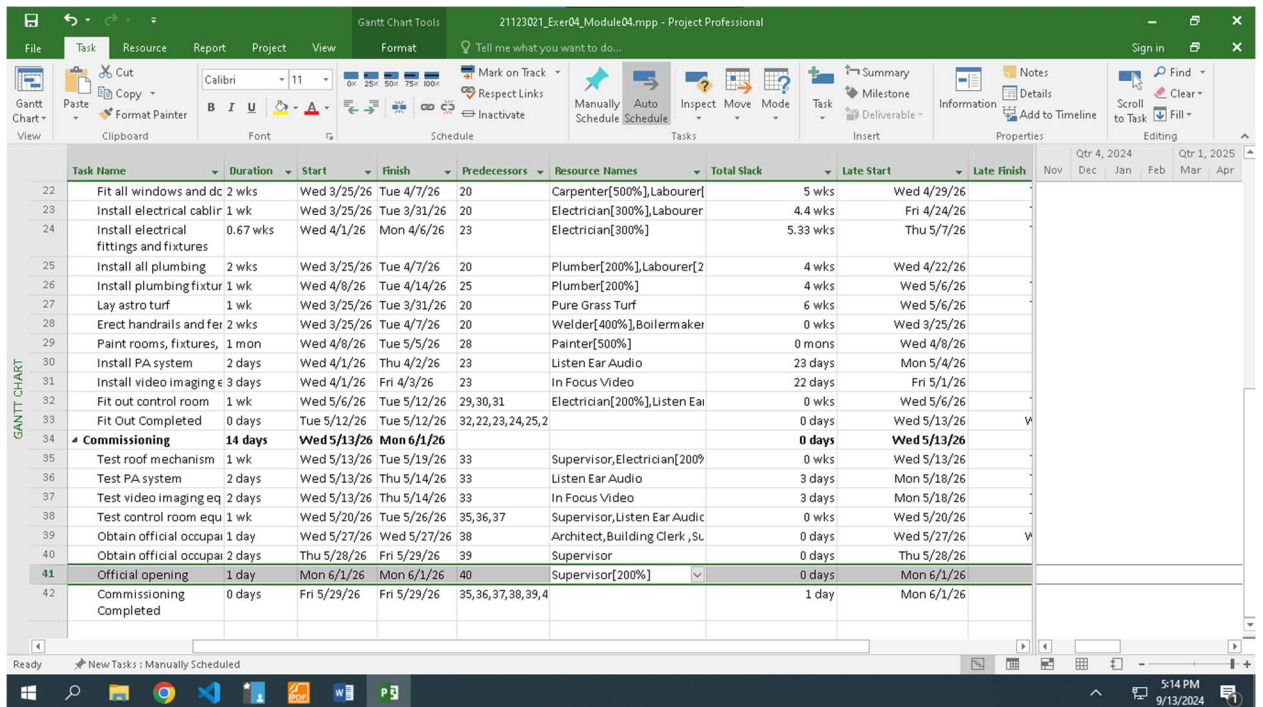 Gantt Chart Tools 21123021_Exer04_Module04.mpp - Project Professional
File Task Resource Report Project View Format Tell me what you want to do... Sign in
Gantt Chart View
Paste Cut Copy Format Painter Clipboard
Calibri 11 B I U A Font
0× 25× 50× 75× 100× Mark on Track Respect Links Inactivate Schedule
Manually Schedule Auto Schedule Inspect Move Mode Tasks
Task Summary Milestone Deliverable Insert
Information Notes Details Add to Timeline Properties
Scroll to Task Find Clear Fill Editing
Qtr 4, 2024 Qtr 1, 2025
Task Name Duration Start Finish Predecessors Resource Names Total Slack Late Start Late Finish Nov Dec Jan Feb Mar Apr
22 Fit all windows and dc 2 wks Wed 3/25/26 Tue 4/7/26 20 Carpenter[500%],Labourer[ 5 wks Wed 4/29/26
23 Install electrical cablir 1 wk Wed 3/25/26 Tue 3/31/26 20 Electrician[300%],Labourer 4.4 wks Fri 4/24/26
24 Install electrical fittings and fixtures 0.67 wks Wed 4/1/26 Mon 4/6/26 23 Electrician[300%] 5.33 wks Thu 5/7/26
25 Install all plumbing 2 wks Wed 3/25/26 Tue 4/7/26 20 Plumber[200%],Labourer[2 4 wks Wed 4/22/26
26 Install plumbing fixtur 1 wk Wed 4/8/26 Tue 4/14/26 25 Plumber[200%] 4 wks Wed 5/6/26
27 Lay astro turf 1 wk Wed 3/25/26 Tue 3/31/26 20 Pure Grass Turf 6 wks Wed 5/6/26
28 Erect handrails and fer 2 wks Wed 3/25/26 Tue 4/7/26 20 Welder[400%],Boilermaker 0 wks Wed 3/25/26
29 Paint rooms, fixtures, 1 mon Wed 4/8/26 Tue 5/5/26 28 Painter[500%] 0 mons Wed 4/8/26
30 Install PA system 2 days Wed 4/1/26 Thu 4/2/26 23 Listen Ear Audio 23 days Mon 5/4/26
31 Install video imaging e 3 days Wed 4/1/26 Fri 4/3/26 23 In Focus Video 22 days Fri 5/1/26
32 Fit out control room 1 wk Wed 5/6/26 Tue 5/12/26 29,30,31 Electrician[200%],Listen Ear 0 wks Wed 5/6/26
33 Fit Out Completed 0 days Tue 5/12/26 Tue 5/12/26 32,22,23,24,25,2 0 days Wed 5/13/26
34 Commissioning 14 days Wed 5/13/26 Mon 6/1/26 0 days Wed 5/13/26
35 Test roof mechanism 1 wk Wed 5/13/26 Tue 5/19/26 33 Supervisor,Electrician[200% 0 wks Wed 5/13/26
36 Test PA system 2 days Wed 5/13/26 Thu 5/14/26 33 Listen Ear Audio 3 days Mon 5/18/26
37 Test video imaging eq 2 days Wed 5/13/26 Thu 5/14/26 33 In Focus Video 3 days Mon 5/18/26
38 Test control room equ 1 wk Wed 5/20/26 Tue 5/26/26 35,36,37 Supervisor,Listen Ear Audic 0 wks Wed 5/20/26
39 Obtain official occupai 1 day Wed 5/27/26 Wed 5/27/26 38 Architect,Building Clerk ,Su 0 days Wed 5/27/26
40 Obtain official occupai 2 days Thu 5/28/26 Fri 5/29/26 39 Supervisor 0 days Thu 5/28/26
41 Official opening 1 day Mon 6/1/26 Mon 6/1/26 40 Supervisor[200%] 0 days Mon 6/1/26
42 Commissioning Completed 0 days Fri 5/29/26 Fri 5/29/26 35,36,37,38,39,4 1 day Mon 6/1/26
GANTT CHART
Ready New Tasks : Manually Scheduled
5:14 PM
9/13/2024